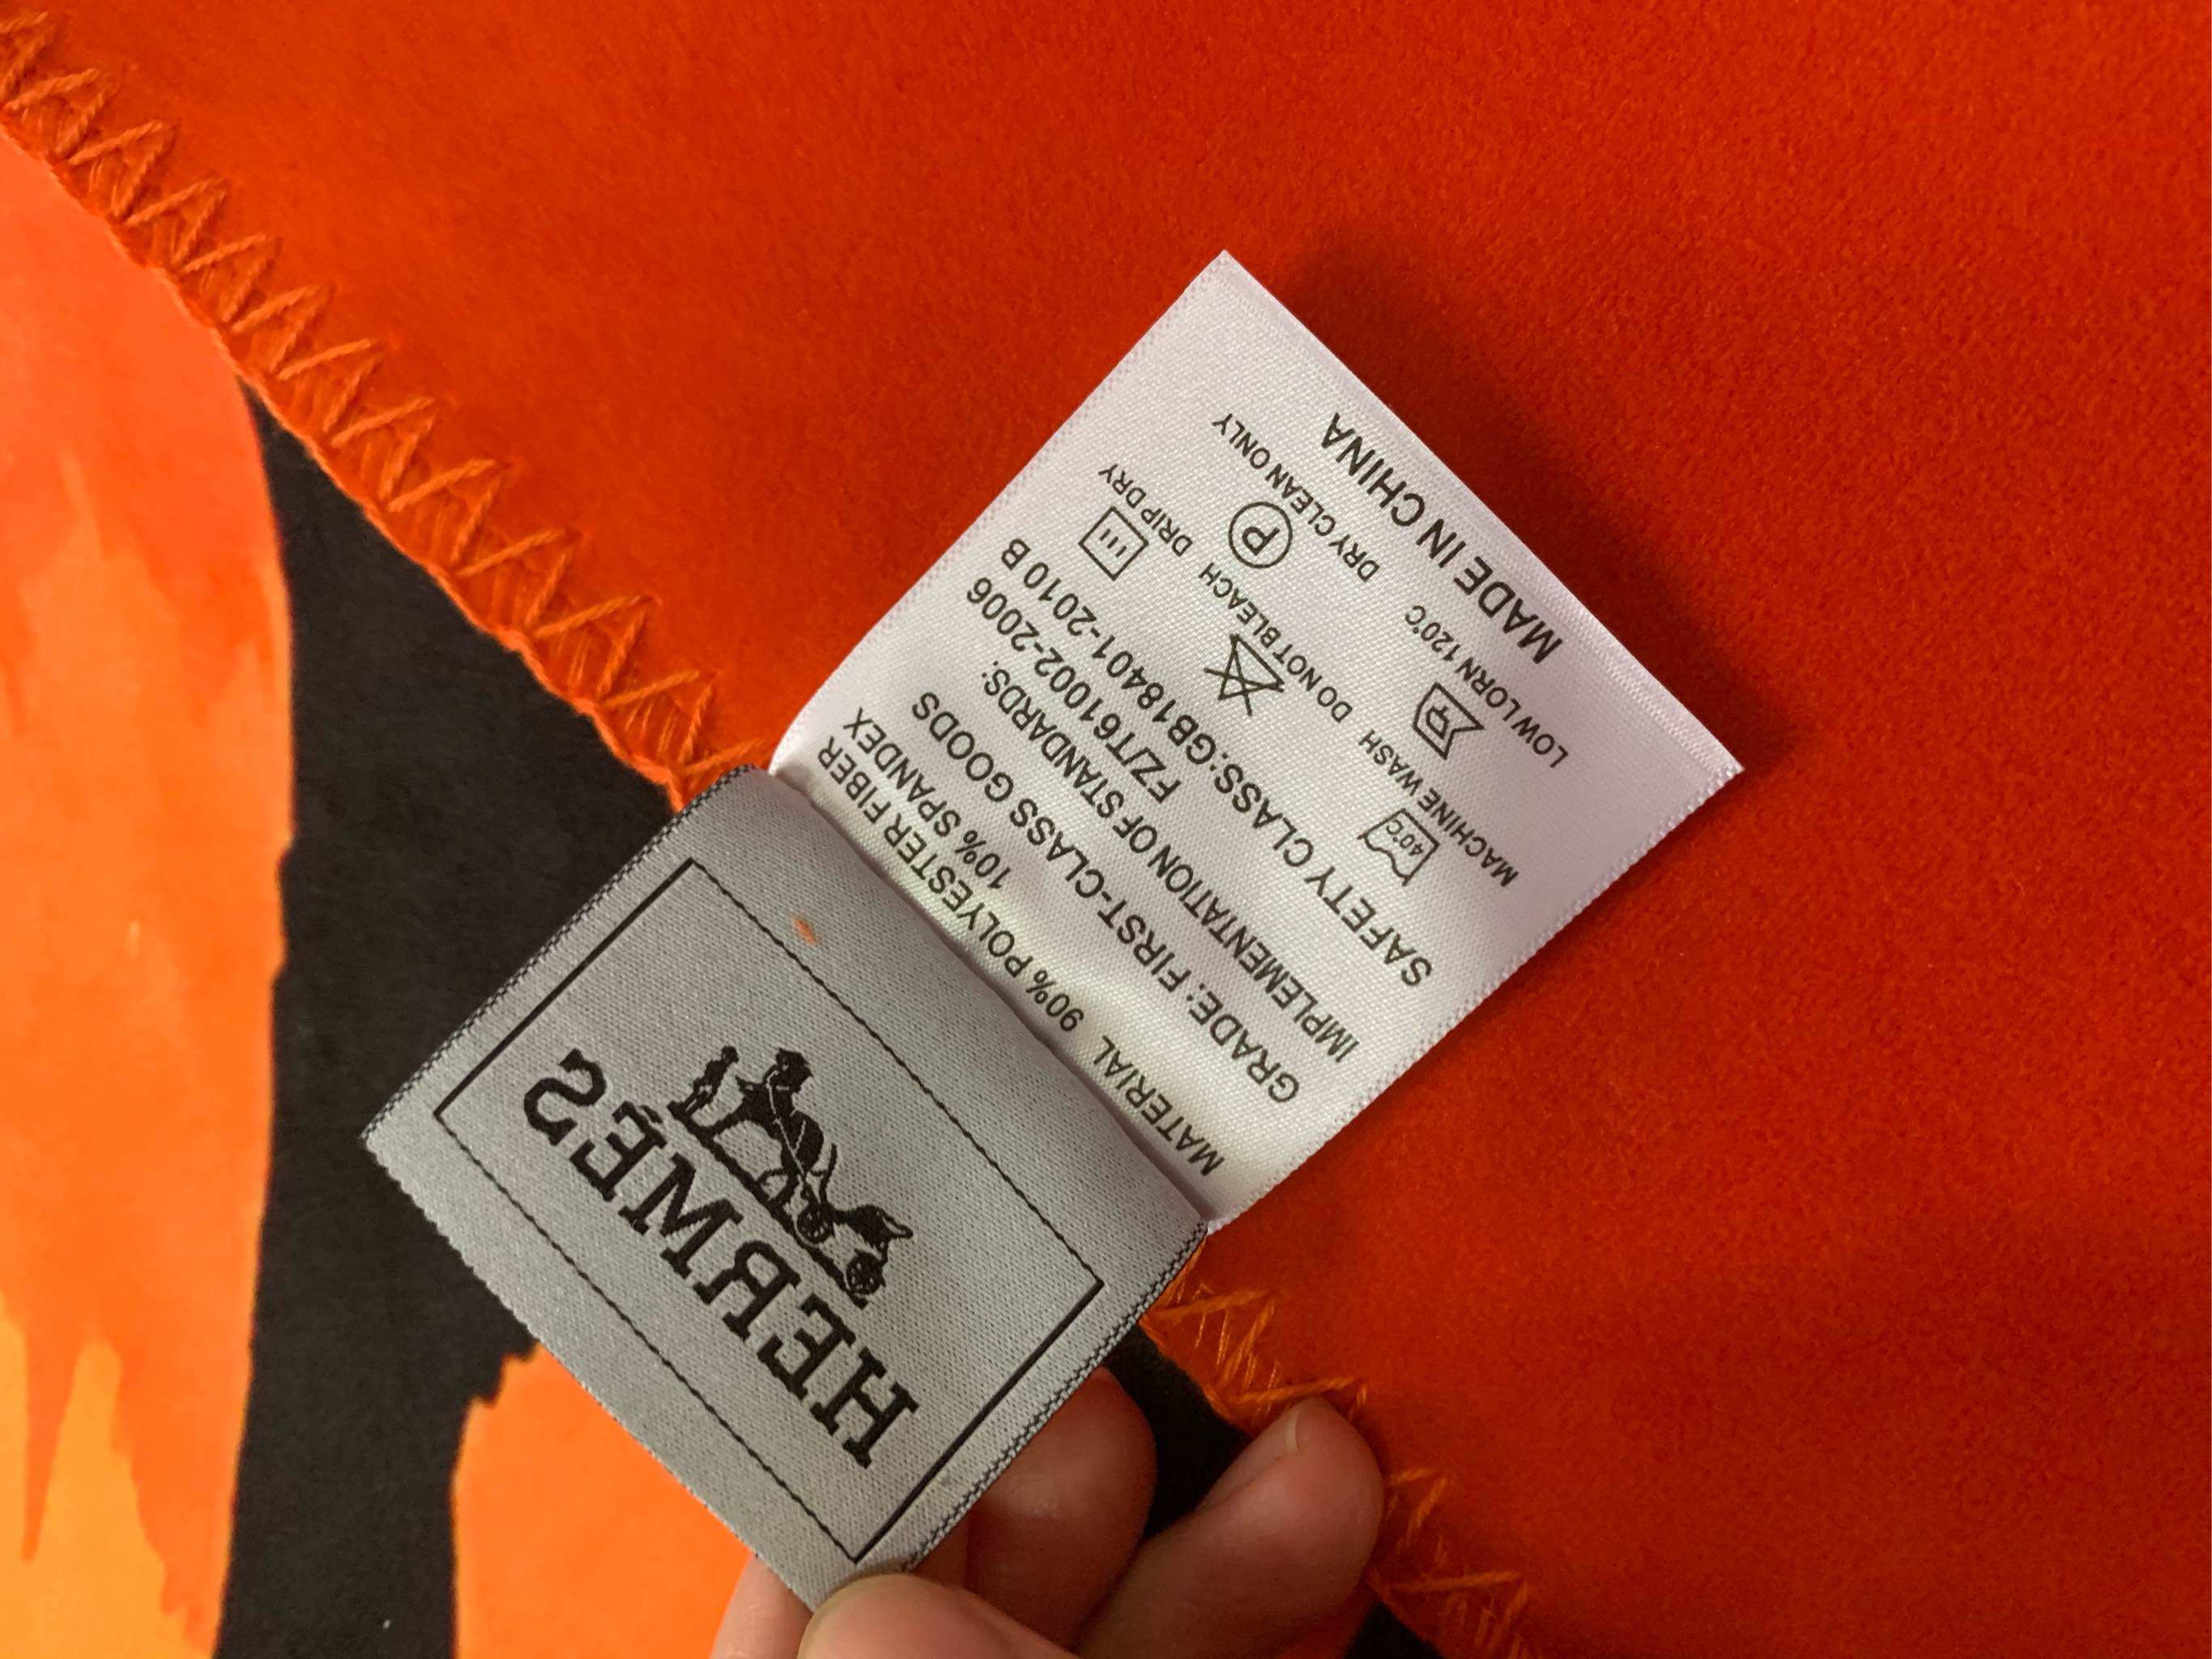 HERMÈS
MATERIAL 90% POLYESTER FIBER
10% SPANDEX
GRADE: FIRST-CLASS GOODS
IMPLEMENTATION OF STANDARDS:
FZ/T61002-2006
SAFETY CLASS:GB18401-2010 B
40℃
MACHINE WASH DO NOT BLEACH DRIP DRY
P
LOW LORN 120℃ DRY CLEAN ONLY
MADE IN CHINA